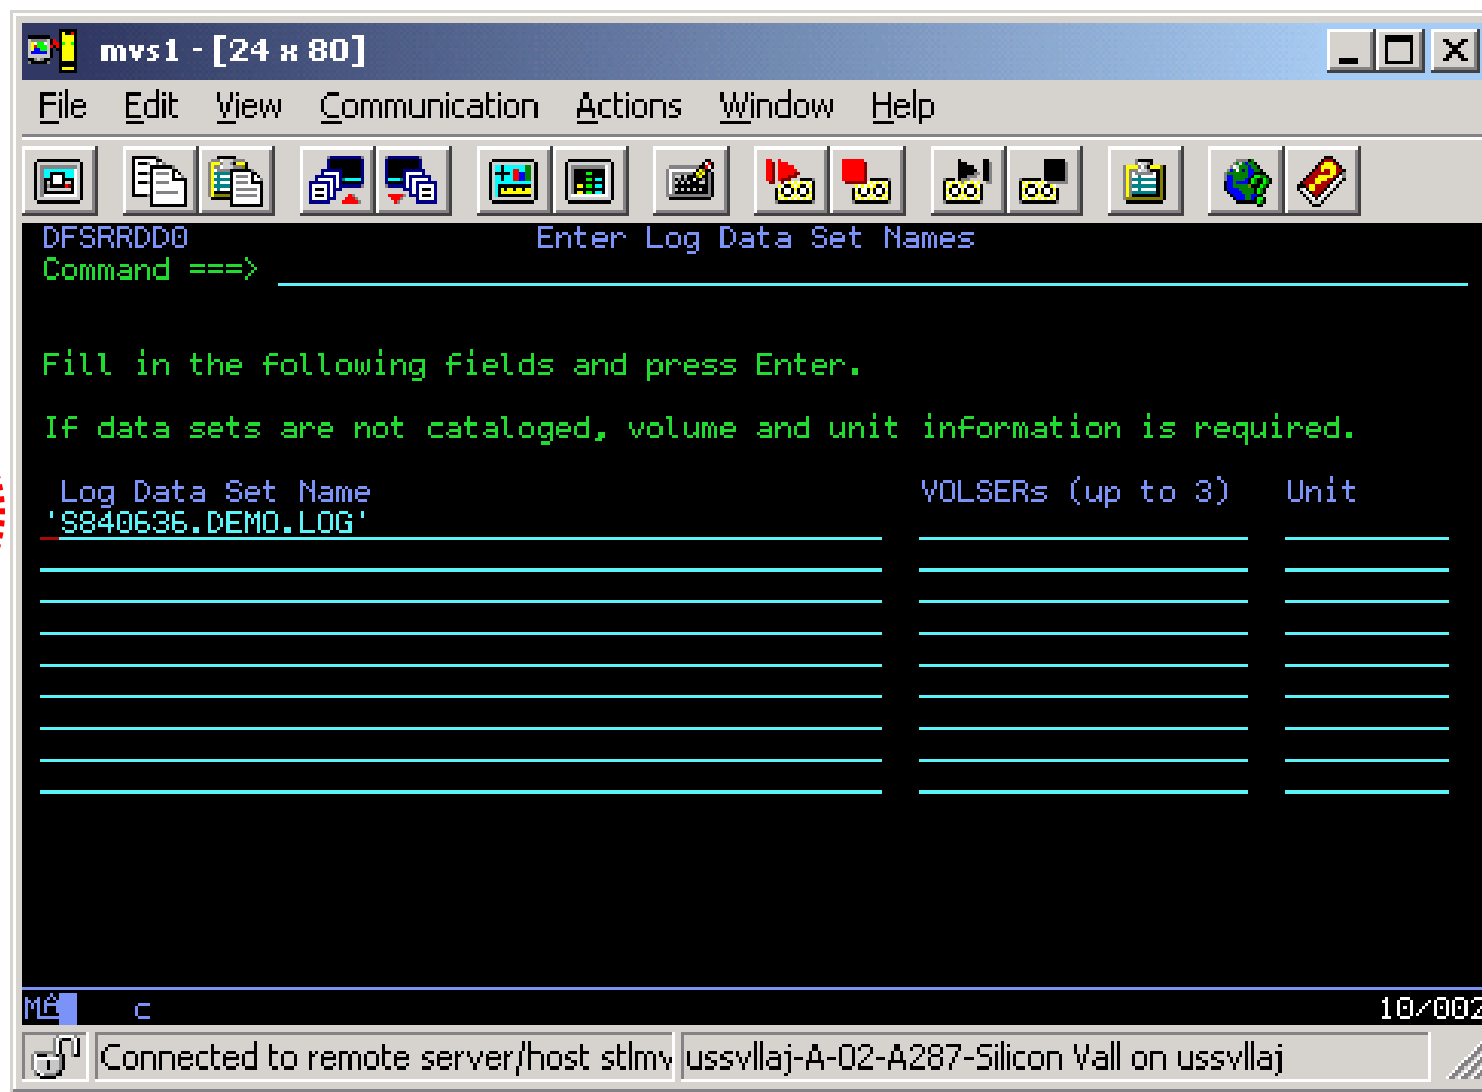 mvs1 - [24 x 80]
File Edit View Communication Actions Window Help
DFSRRDD0 Enter Log Data Set Names
Command ===>
Fill in the following fields and press Enter.
If data sets are not cataloged, volume and unit information is required.
Log Data Set Name VOLSERs (up to 3) Unit
'S840636.DEMO.LOG'
c 10/002
Connected to remote server/host stlmv ussvllaj-A-02-A287-Silicon Vall on ussvllaj